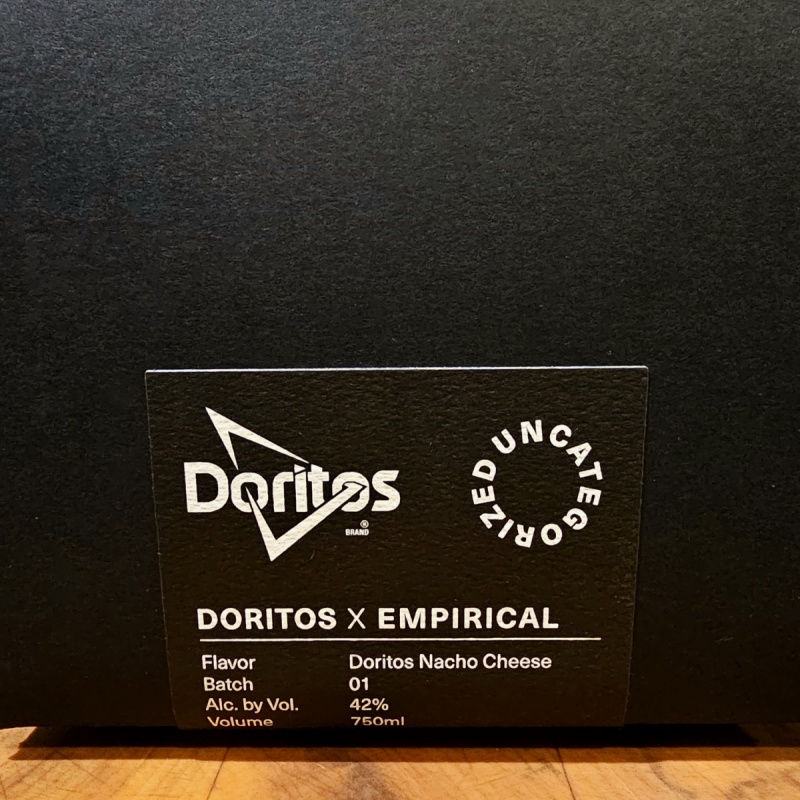 Doritos
® BRAND
UNCATEGORIZED
DORITOS X EMPIRICAL
Flavor Doritos Nacho Cheese
Batch 01
Alc. by Vol. 42%
Volume 750ml